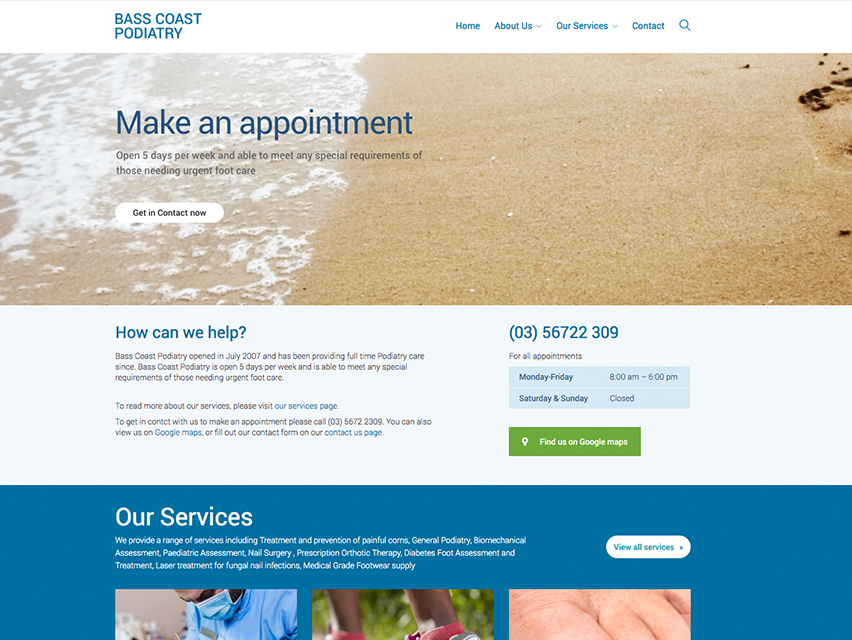 BASS COAST
PODIATRY
Home About Us Our Services Contact
Make an appointment
Open 5 days per week and able to meet any special requirements of
those needing urgent foot care
Get in Contact now
How can we help?
Bass Coast Podiatry opened in July 2007 and has been providing full time Podiatry care
since. Bass Coast Podiatry is open 5 days per week and is able to meet any special
requirements of those needing urgent foot care.
To read more about our services, please visit our services page.
To get in contct with us to make an appointment please call (03) 5672 2309. You can also
view us on Google maps, or fill out our contact form on our contact us page.
(03) 56722 309
For all appointments
Monday-Friday 8:00 am – 6:00 pm
Saturday & Sunday Closed
Find us on Google maps
Our Services
We provide a range of services including Treatment and prevention of painful corns, General Podiatry, Biomechanical
Assessment, Paediatric Assessment, Nail Surgery , Prescription Orthotic Therapy, Diabetes Foot Assessment and
Treatment, Laser treatment for fungal nail infections, Medical Grade Footwear supply
View all services »